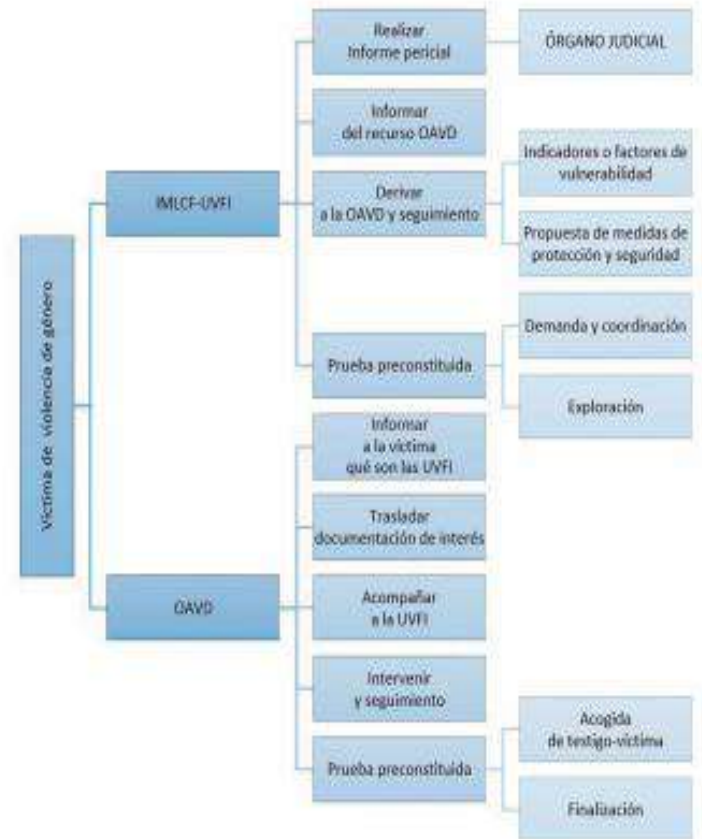 Víctima de violencia de género
IMLCF-UVFI
Realizar
Informe pericial
ÓRGANO JUDICIAL
Informar
del recurso OAVD
Derivar
a la OAVD y seguimiento
Indicadores o factores de
vulnerabilidad
Propuesta de medidas de
protección y seguridad
Prueba preconstituida
Demanda y coordinación
Exploración
OAVD
Informar
a la víctima
qué son las UVFI
Trasladar
documentación de interés
Acompañar
a la UVFI
Intervenir
y seguimiento
Prueba preconstituida
Acogida
de testigo-víctima
Finalización